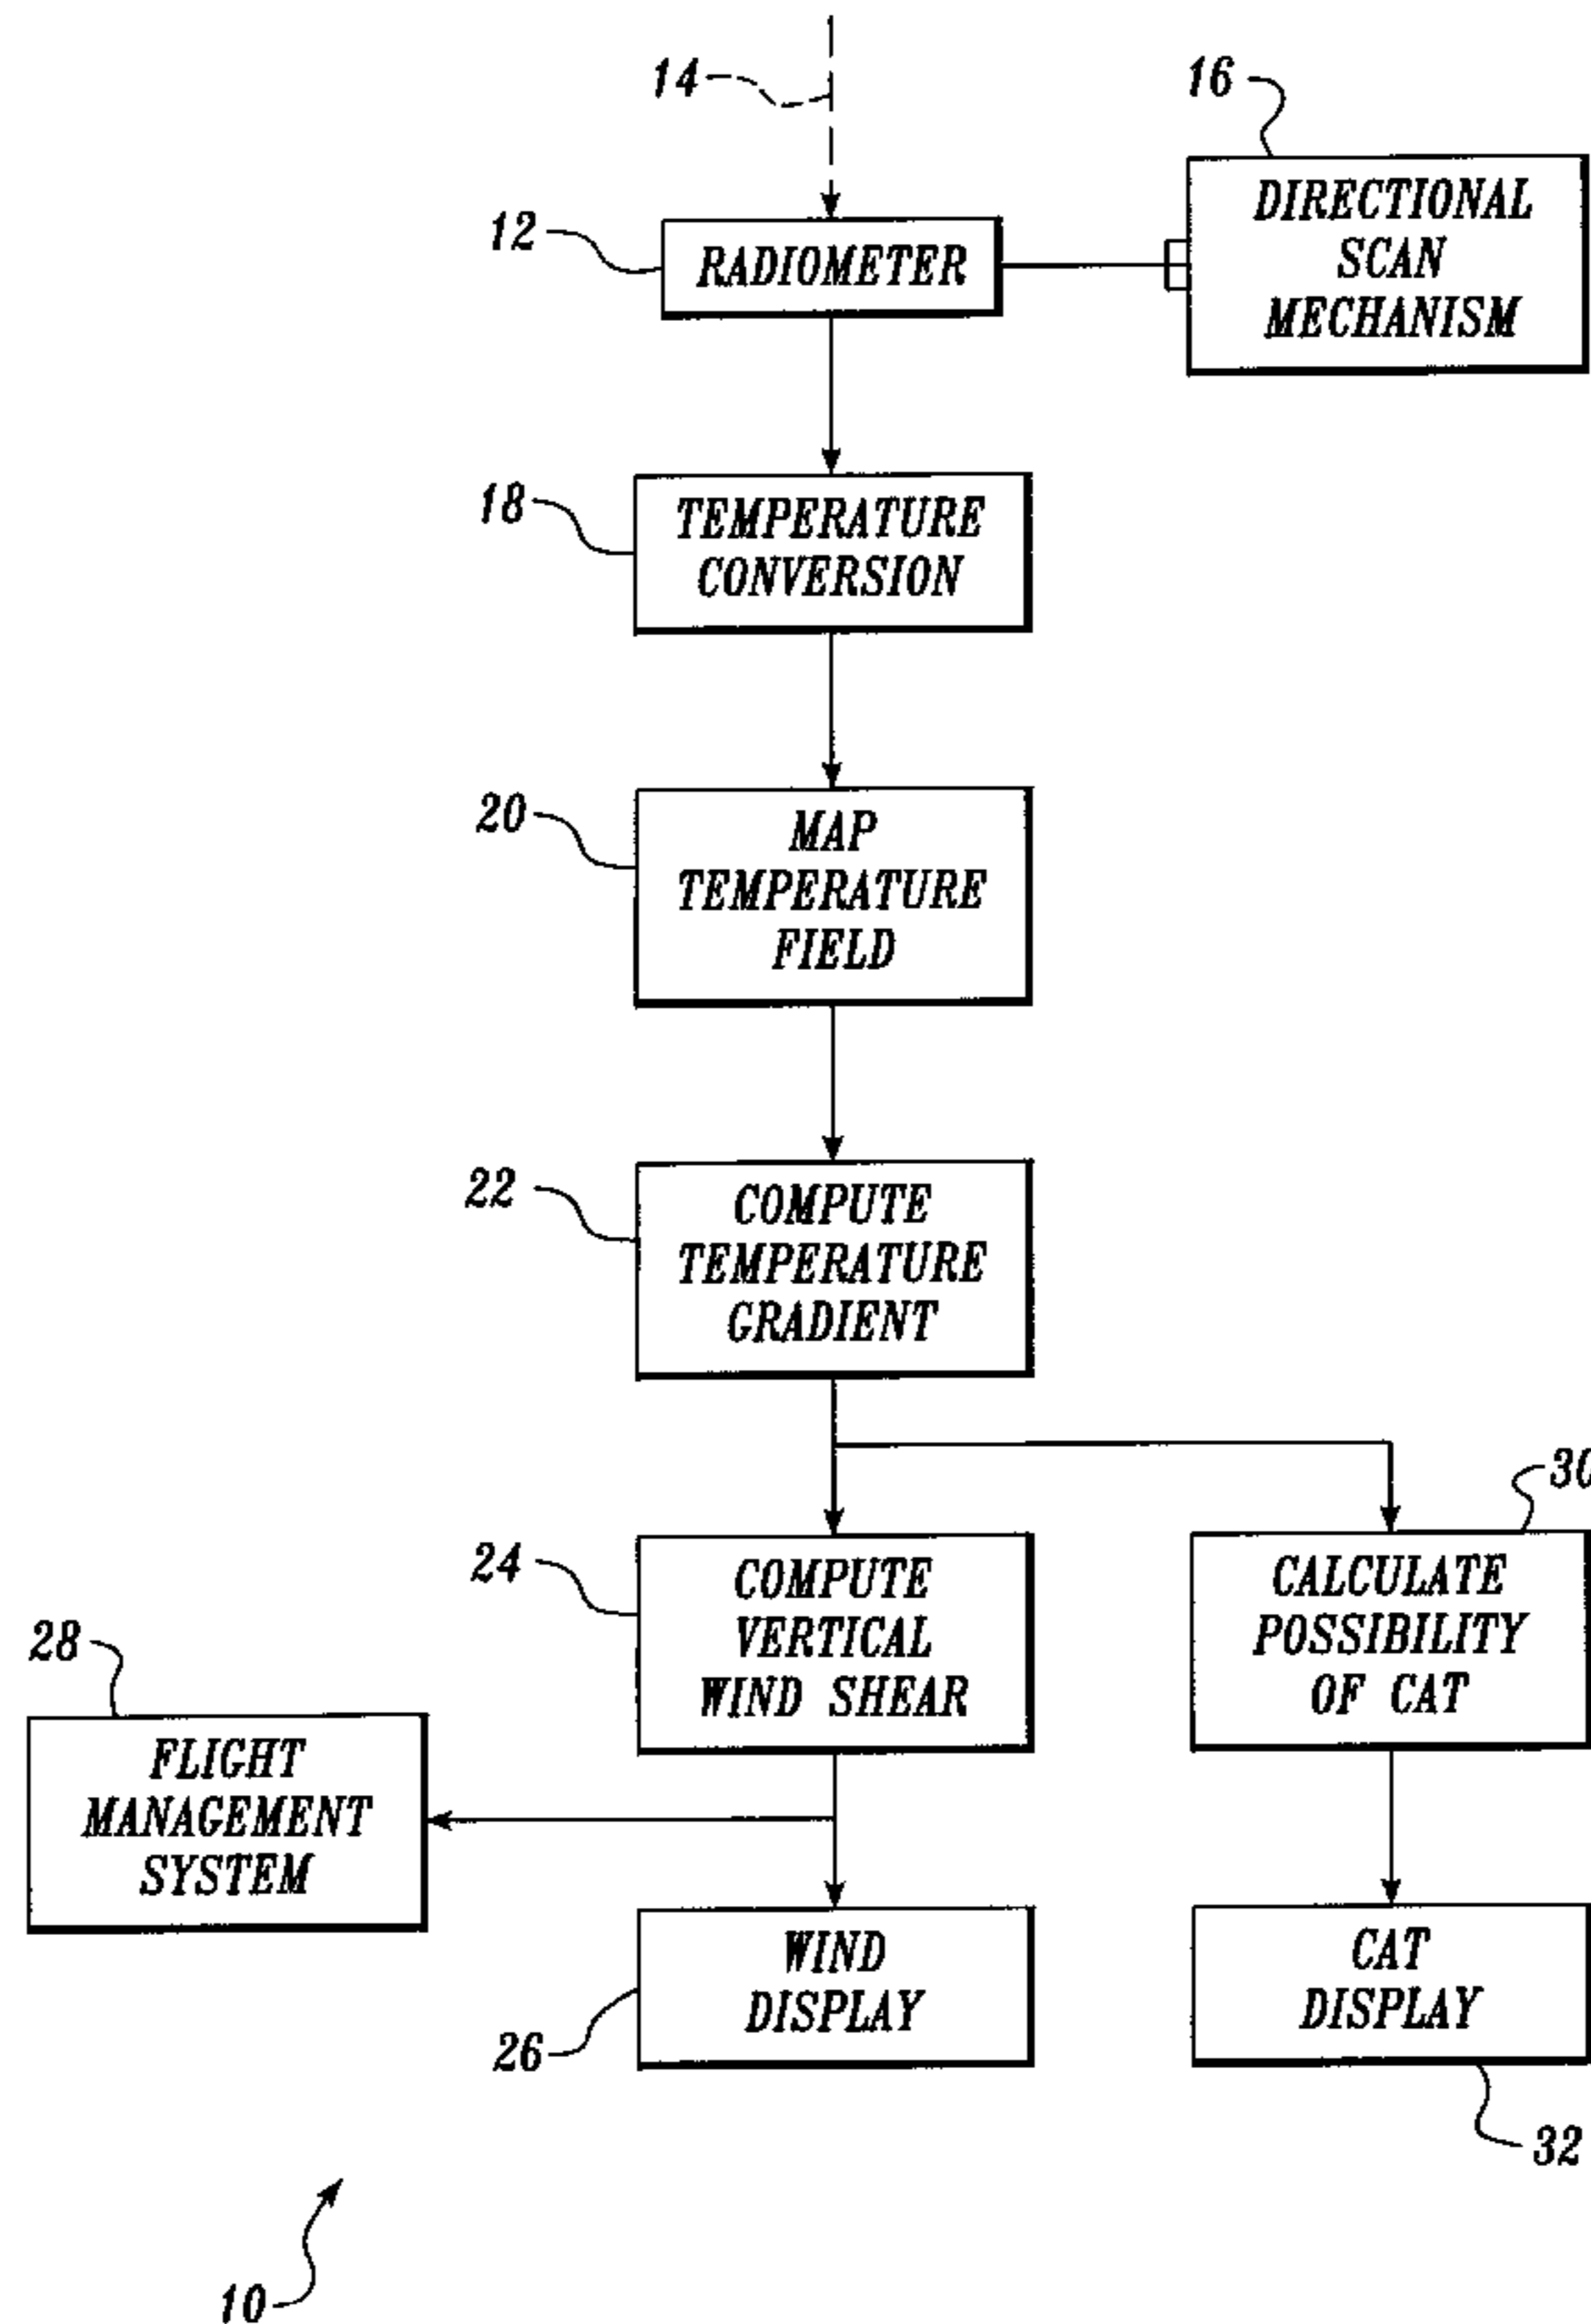 14
16
DIRECTIONAL
SCAN
MECHANISM
12
RADIOMETER
18
TEMPERATURE
CONVERSION
20
MAP
TEMPERATURE
FIELD
22
COMPUTE
TEMPERATURE
GRADIENT
30
24
COMPUTE
VERTICAL
WIND SHEAR
CALCULATE
POSSIBILITY
OF CAT
28
FLIGHT
MANAGEMENT
SYSTEM
WIND
DISPLAY
26
CAT
DISPLAY
32
10